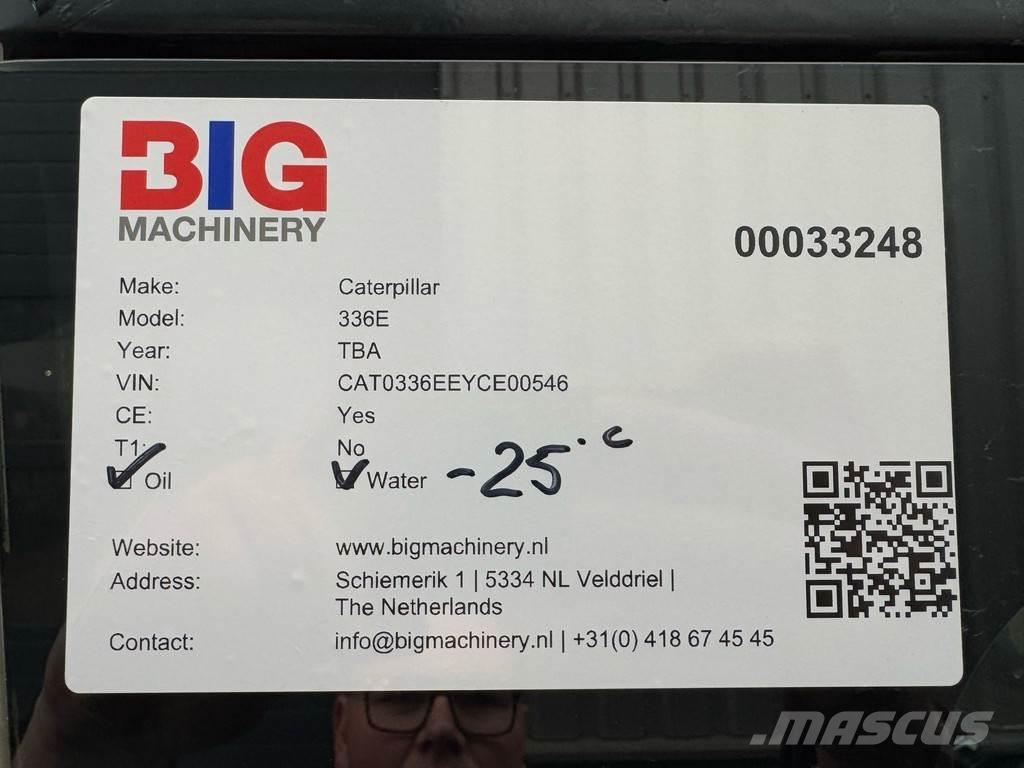 BIG
MACHINERY
00033248
Make: Caterpillar
Model: 336E
Year: TBA
VIN: CAT0336EEYCE00546
CE: Yes
T1: No
Oil Water -25°C
Website: www.bigmachinery.nl
Address: Schiemerik 1 | 5334 NL Velddriel |
The Netherlands
Contact: info@bigmachinery.nl | +31(0) 418 67 45 45
MASCUS